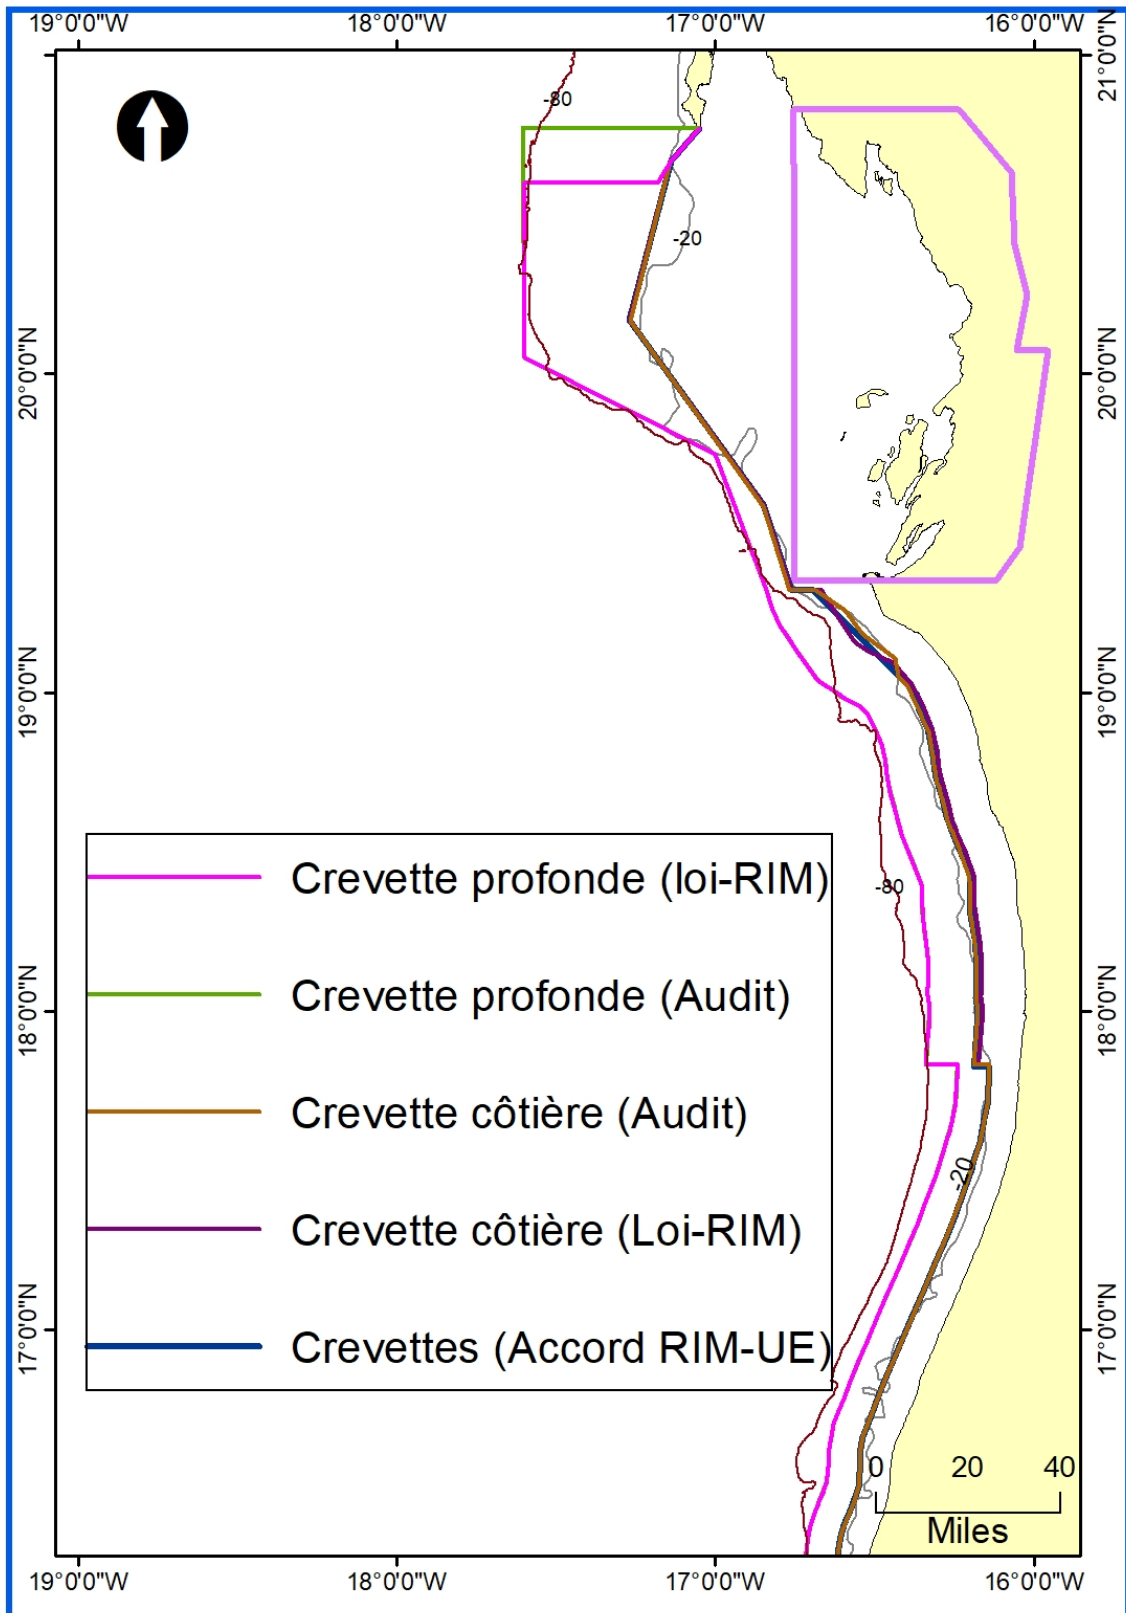 19°0'0"W 18°0'0"W 17°0'0"W 16°0'0"W
21°0'0"N
-80
-20
20°0'0"N 20°0'0"N
19°0'0"N 19°0'0"N
-80
Crevette profonde (loi-RIM)
Crevette profonde (Audit)
18°0'0"N 18°0'0"N
Crevette côtière (Audit)
-20
Crevette côtière (Loi-RIM)
Crevettes (Accord RIM-UE)
17°0'0"N 17°0'0"N
0 20 40
Miles
19°0'0"W 18°0'0"W 17°0'0"W 16°0'0"W